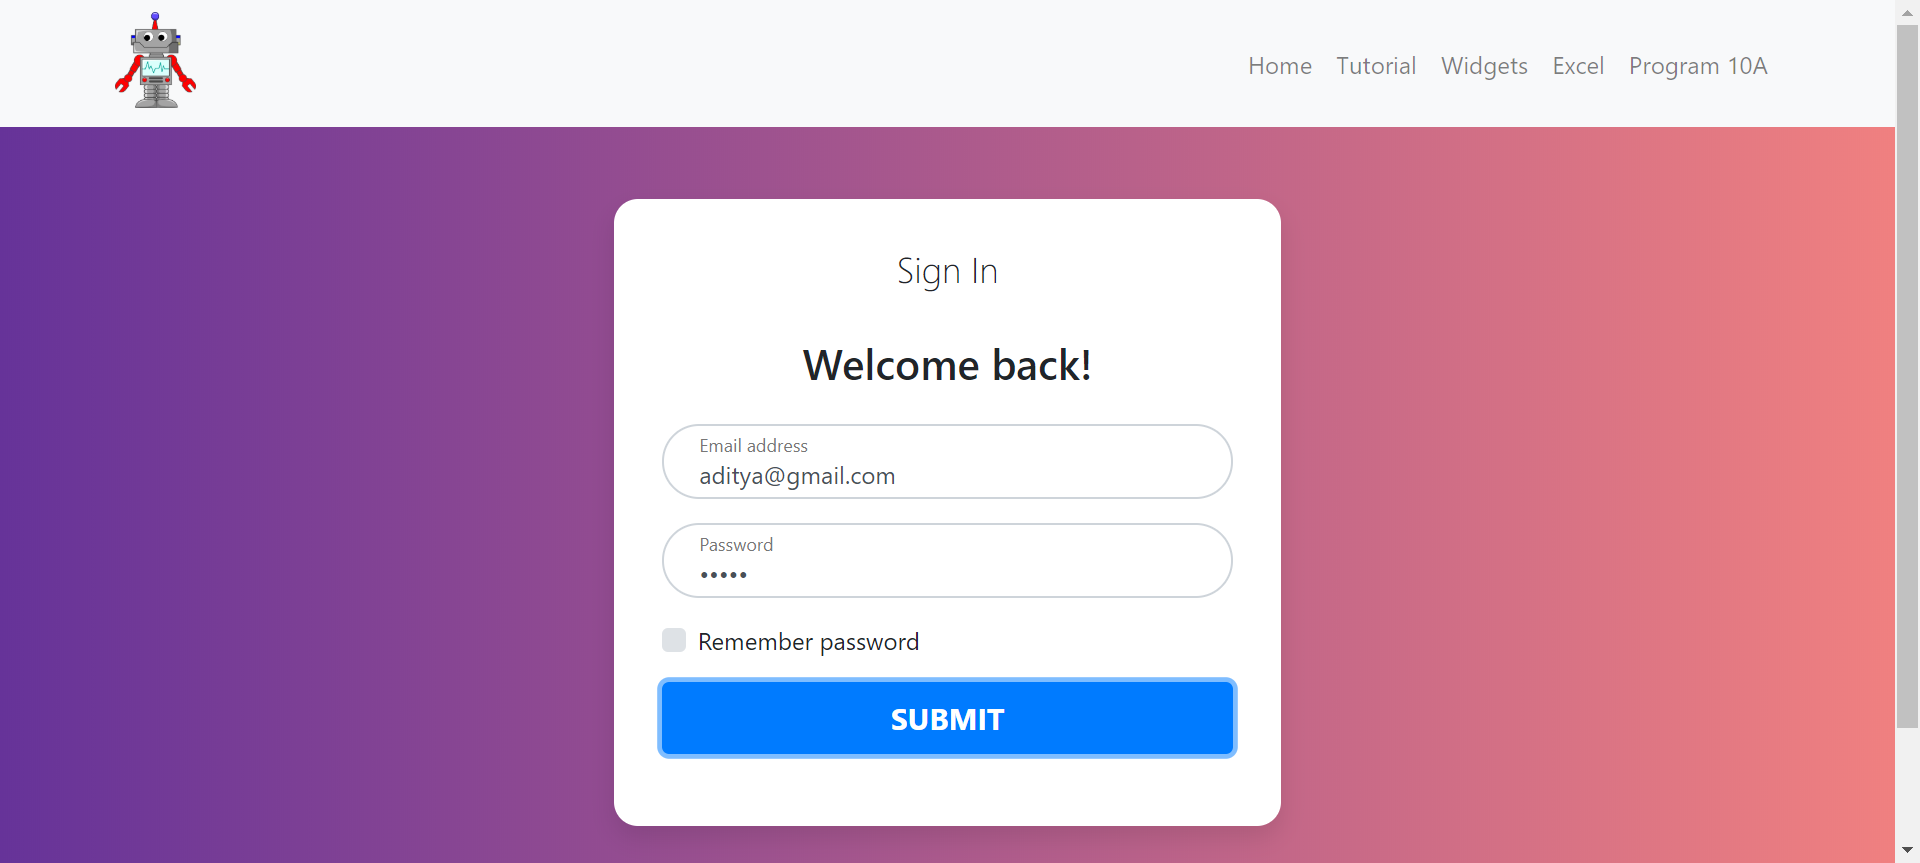 Home Tutorial Widgets Excel Program 10A
Sign In
Welcome back!
Email address
aditya@gmail.com
Password
•••••
Remember password
SUBMIT